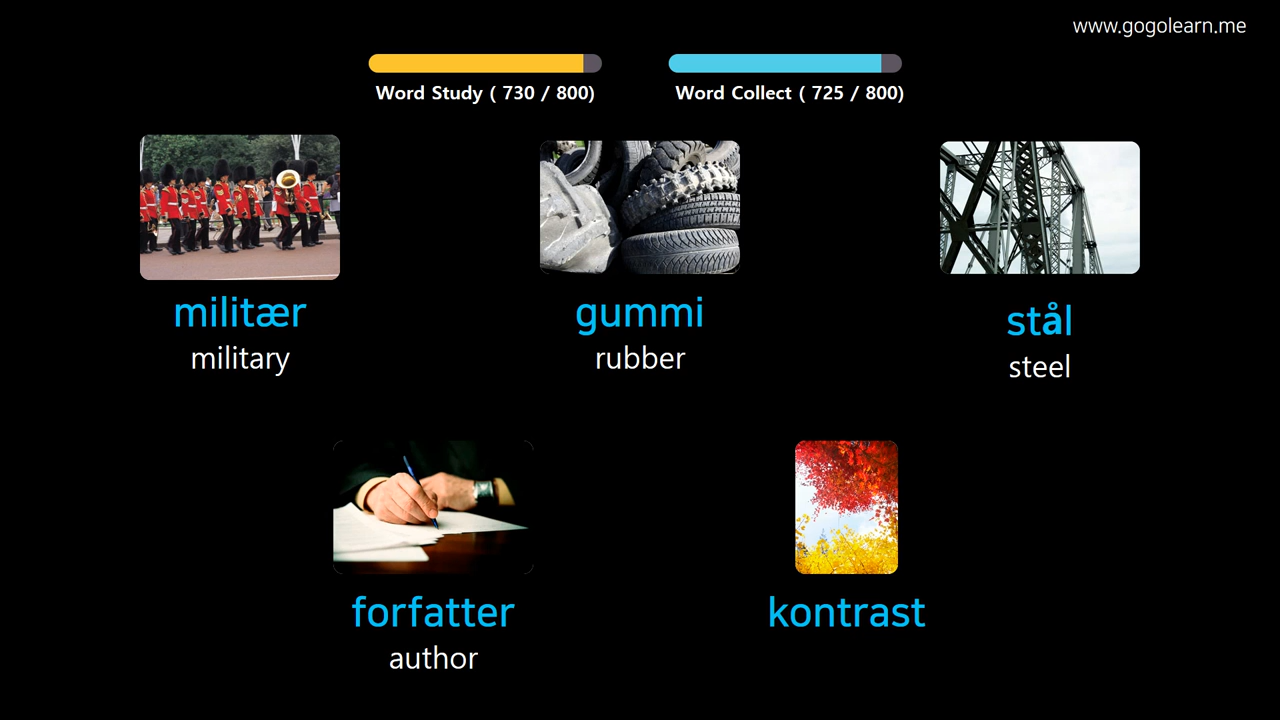 www.gogolearn.me
Word Study ( 730 / 800)
Word Collect ( 725 / 800)
militær
military
gummi
rubber
stål
steel
forfatter
author
kontrast